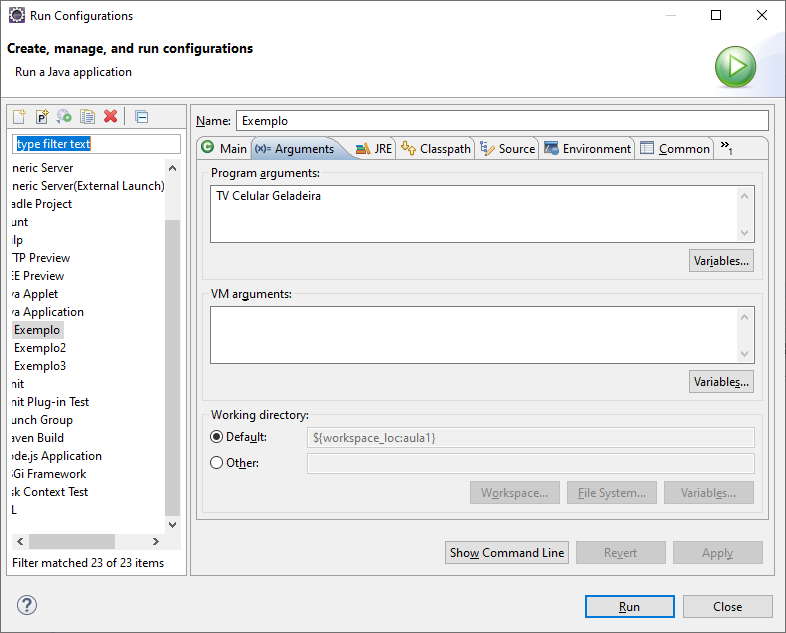 Run Configurations
Create, manage, and run configurations
Run a Java application
type filter text
neric Server
neric Server(External Launch)
adle Project
unt
ulp
TP Preview
EE Preview
va Applet
va Application
Exemplo
Exemplo2
Exemplo3
nit
nit Plug-in Test
unch Group
aven Build
de.js Application
Gi Framework
sk Context Test
L
Filter matched 23 of 23 items
Name: Exemplo
Main (x)= Arguments JRE Classpath Source Environment Common »1
Program arguments:
TV Celular Geladeira
Variables...
VM arguments:
Variables...
Working directory:
Default: ${workspace_loc:aula1}
Other:
Workspace... File System... Variables...
Show Command Line Revert Apply
? Run Close